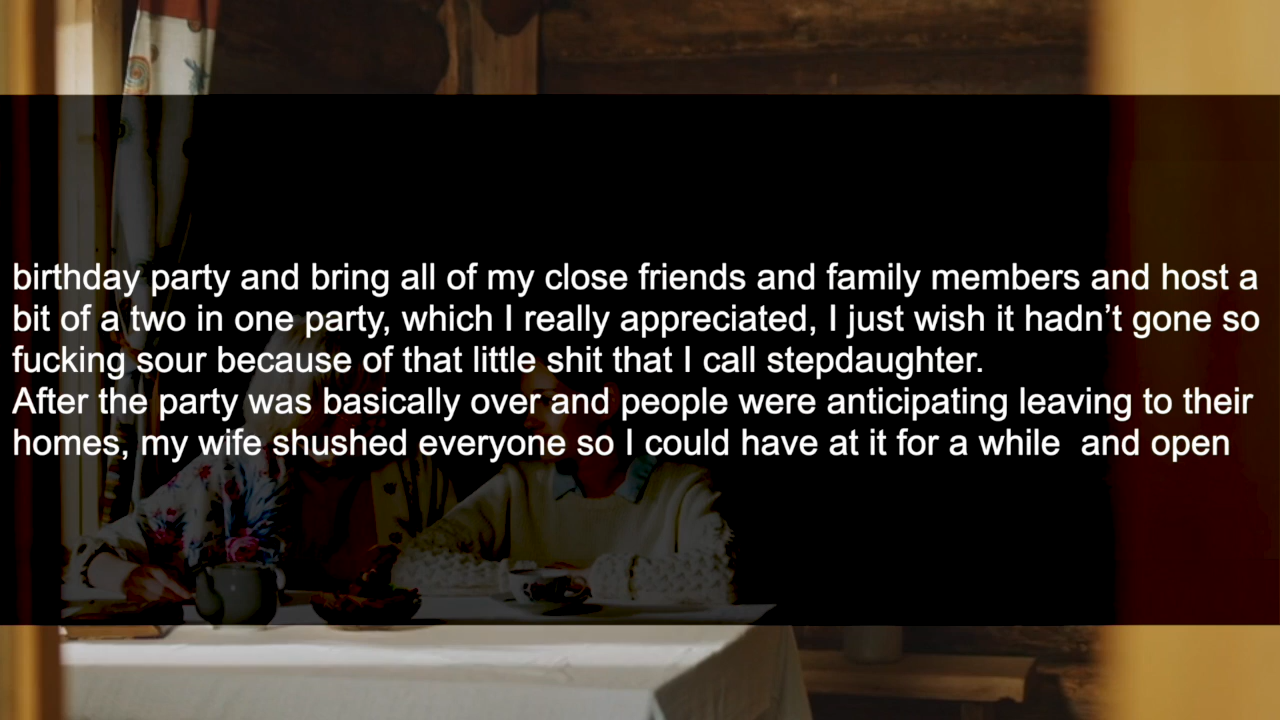 birthday party and bring all of my close friends and family members and host a
bit of a two in one party, which I really appreciated, I just wish it hadn’t gone so
fucking sour because of that little shit that I call stepdaughter.
After the party was basically over and people were anticipating leaving to their
homes, my wife shushed everyone so I could have at it for a while  and open